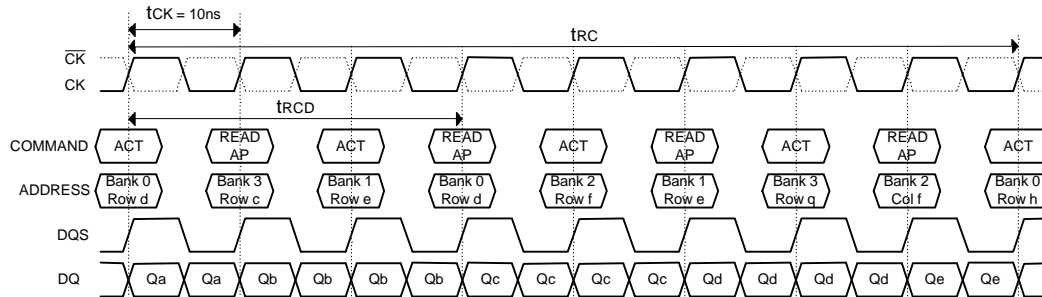 tCK = 10ns
tRC
CK
CK
tRCD
COMMAND ACT READ AP ACT READ AP ACT READ AP ACT READ AP ACT
ADDRESS Bank 0 Row d Bank 3 Row c Bank 1 Row e Bank 0 Row d Bank 2 Row f Bank 1 Row e Bank 3 Row q Bank 2 Col f Bank 0 Row h
DQS
DQ Qa Qa Qb Qb Qb Qb Qc Qc Qc Qc Qd Qd Qd Qd Qe Qe